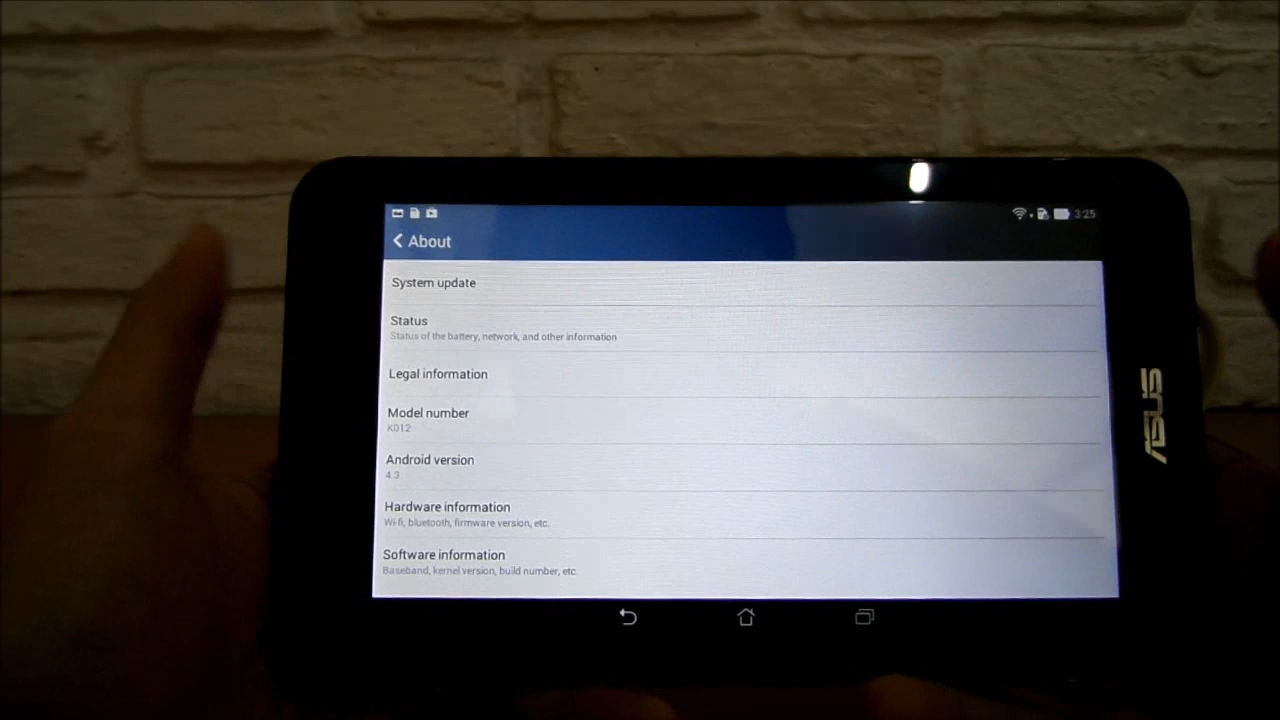 3:25
About
System update
Status
Status of the battery, network, and other information
Legal information
Model number
K012
Android version
4.3
Hardware information
Wi-fi, bluetooth, firmware version, etc.
Software information
Baseband, kernel version, build number, etc.
ASUS